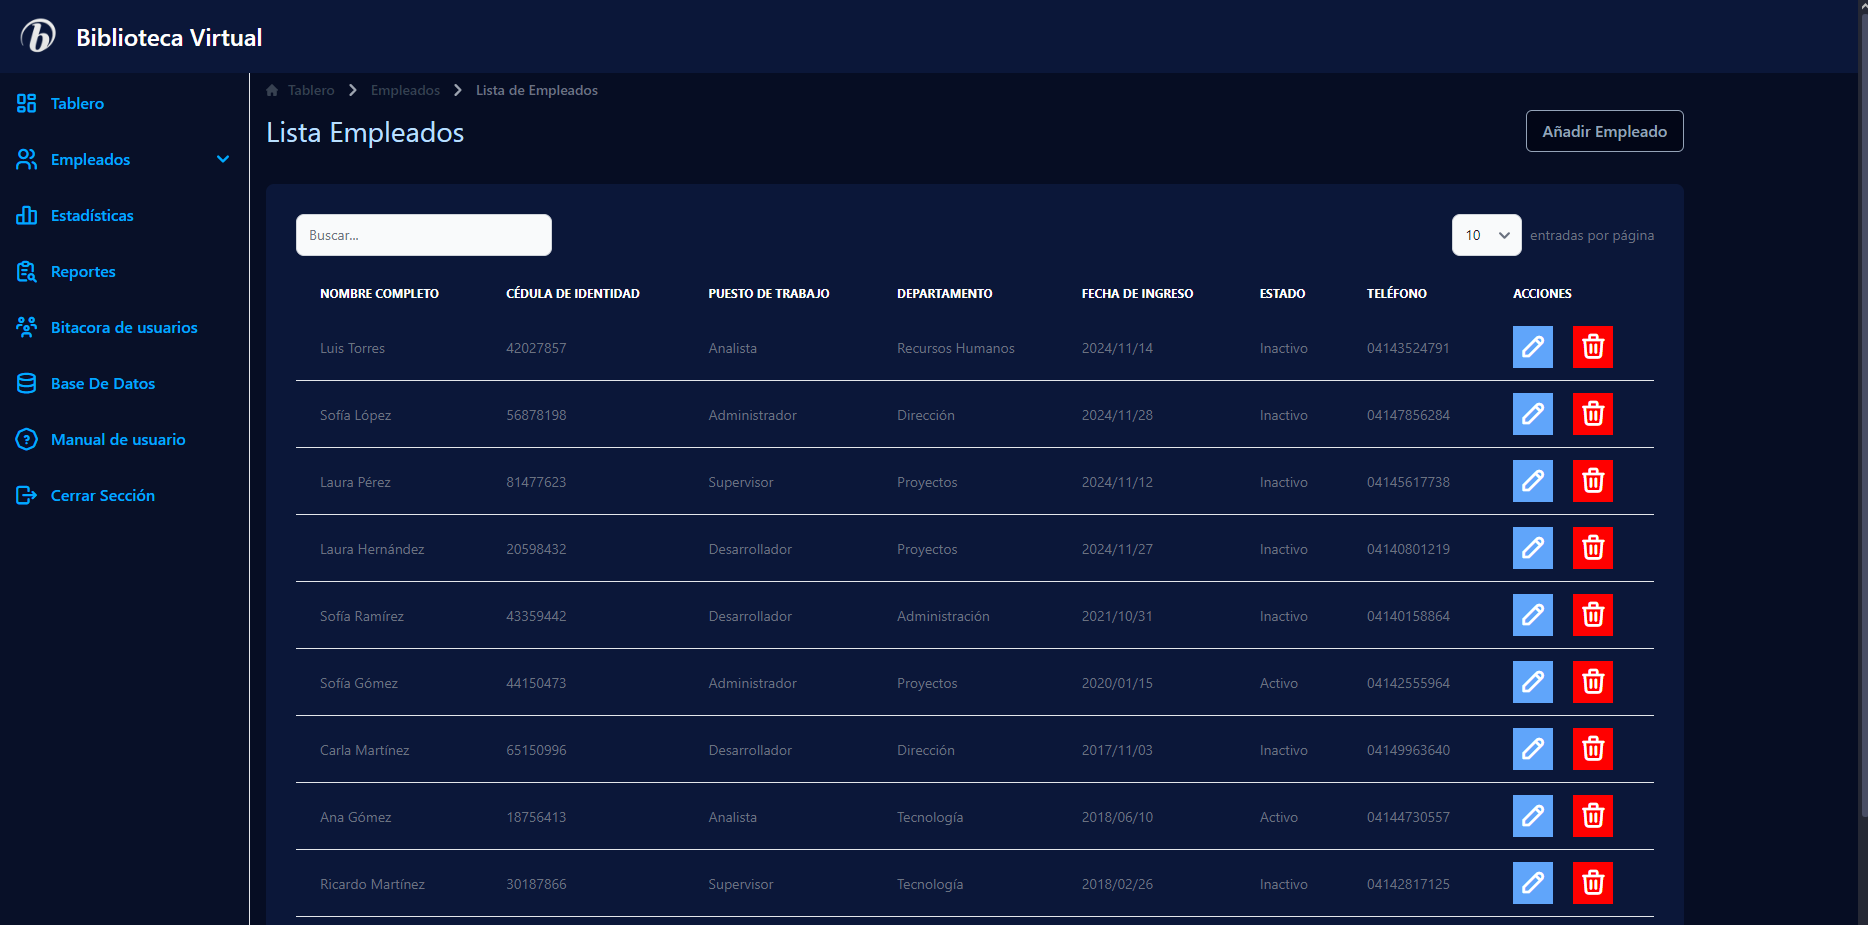 b Biblioteca Virtual
Tablero
Empleados
Estadísticas
Reportes
Bitacora de usuarios
Base De Datos
Manual de usuario
Cerrar Sección
Tablero Empleados Lista de Empleados
Lista Empleados
Añadir Empleado
Buscar...
10 entradas por página
NOMBRE COMPLETO CÉDULA DE IDENTIDAD PUESTO DE TRABAJO DEPARTAMENTO FECHA DE INGRESO ESTADO TELÉFONO ACCIONES
Luis Torres 42027857 Analista Recursos Humanos 2024/11/14 Inactivo 04143524791
Sofía López 56878198 Administrador Dirección 2024/11/28 Inactivo 04147856284
Laura Pérez 81477623 Supervisor Proyectos 2024/11/12 Inactivo 04145617738
Laura Hernández 20598432 Desarrollador Proyectos 2024/11/27 Inactivo 04140801219
Sofía Ramírez 43359442 Desarrollador Administración 2021/10/31 Inactivo 04140158864
Sofía Gómez 44150473 Administrador Proyectos 2020/01/15 Activo 04142555964
Carla Martínez 65150996 Desarrollador Dirección 2017/11/03 Inactivo 04149963640
Ana Gómez 18756413 Analista Tecnología 2018/06/10 Activo 04144730557
Ricardo Martínez 30187866 Supervisor Tecnología 2018/02/26 Inactivo 04142817125